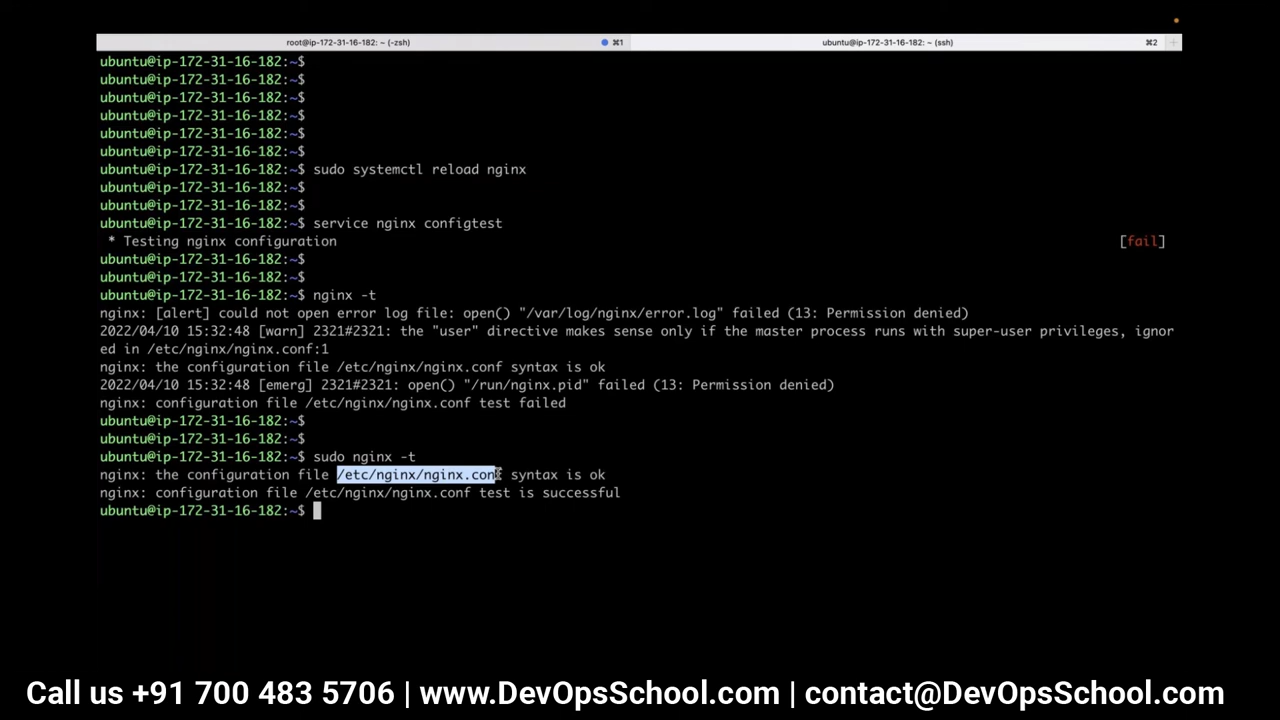 root@ip-172-31-16-182: ~ (-zsh) ⌘1 ubuntu@ip-172-31-16-182: ~ (ssh) ⌘2 +
ubuntu@ip-172-31-16-182:~$
ubuntu@ip-172-31-16-182:~$
ubuntu@ip-172-31-16-182:~$
ubuntu@ip-172-31-16-182:~$
ubuntu@ip-172-31-16-182:~$
ubuntu@ip-172-31-16-182:~$
ubuntu@ip-172-31-16-182:~$ sudo systemctl reload nginx
ubuntu@ip-172-31-16-182:~$
ubuntu@ip-172-31-16-182:~$
ubuntu@ip-172-31-16-182:~$ service nginx configtest
* Testing nginx configuration [fail]
ubuntu@ip-172-31-16-182:~$
ubuntu@ip-172-31-16-182:~$
ubuntu@ip-172-31-16-182:~$ nginx -t
nginx: [alert] could not open error log file: open() "/var/log/nginx/error.log" failed (13: Permission denied)
2022/04/10 15:32:48 [warn] 2321#2321: the "user" directive makes sense only if the master process runs with super-user privileges, ignor
ed in /etc/nginx/nginx.conf:1
nginx: the configuration file /etc/nginx/nginx.conf syntax is ok
2022/04/10 15:32:48 [emerg] 2321#2321: open() "/run/nginx.pid" failed (13: Permission denied)
nginx: configuration file /etc/nginx/nginx.conf test failed
ubuntu@ip-172-31-16-182:~$
ubuntu@ip-172-31-16-182:~$
ubuntu@ip-172-31-16-182:~$ sudo nginx -t
nginx: the configuration file /etc/nginx/nginx.conf syntax is ok
nginx: configuration file /etc/nginx/nginx.conf test is successful
ubuntu@ip-172-31-16-182:~$
Call us +91 700 483 5706 | www.DevOpsSchool.com | contact@DevOpsSchool.com